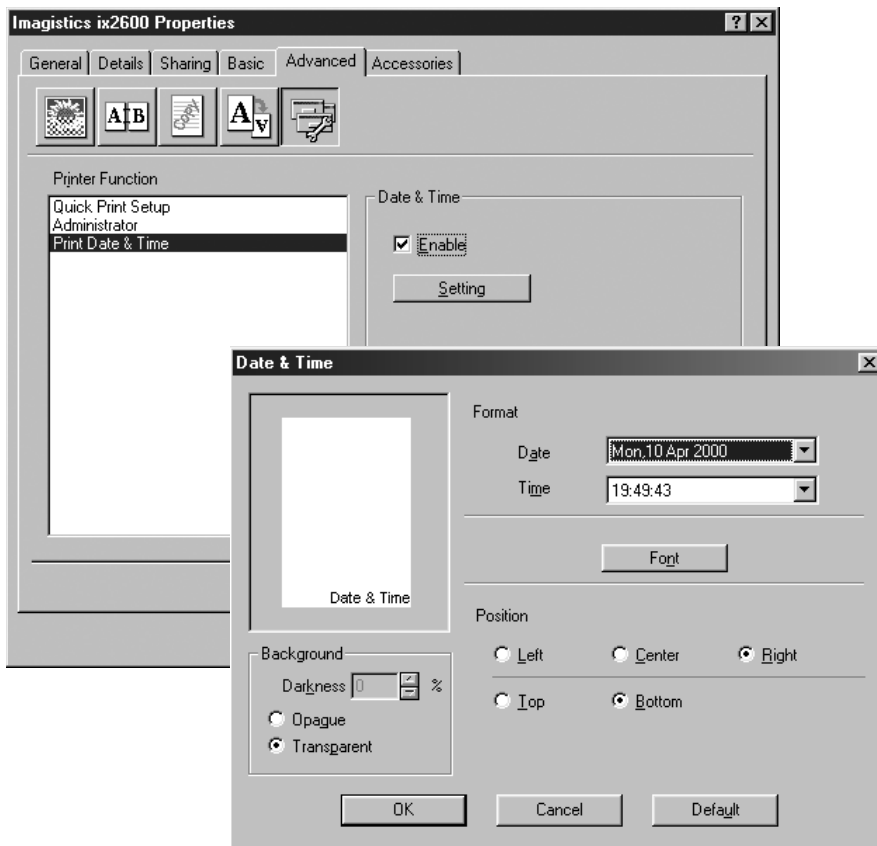 Imagistics ix2600 Properties
General Details Sharing Basic Advanced Accessories
A B
Copy
A A
Printer Function
Quick Print Setup
Administrator
Print Date & Time
Date & Time
Enable
Setting
Date & Time
Date & Time
Format
Date Mon,10 Apr 2000
Time 19:49:43
Font
Position
Left Center Right
Top Bottom
Background
Darkness 0 %
Opague
Transparent
OK Cancel Default